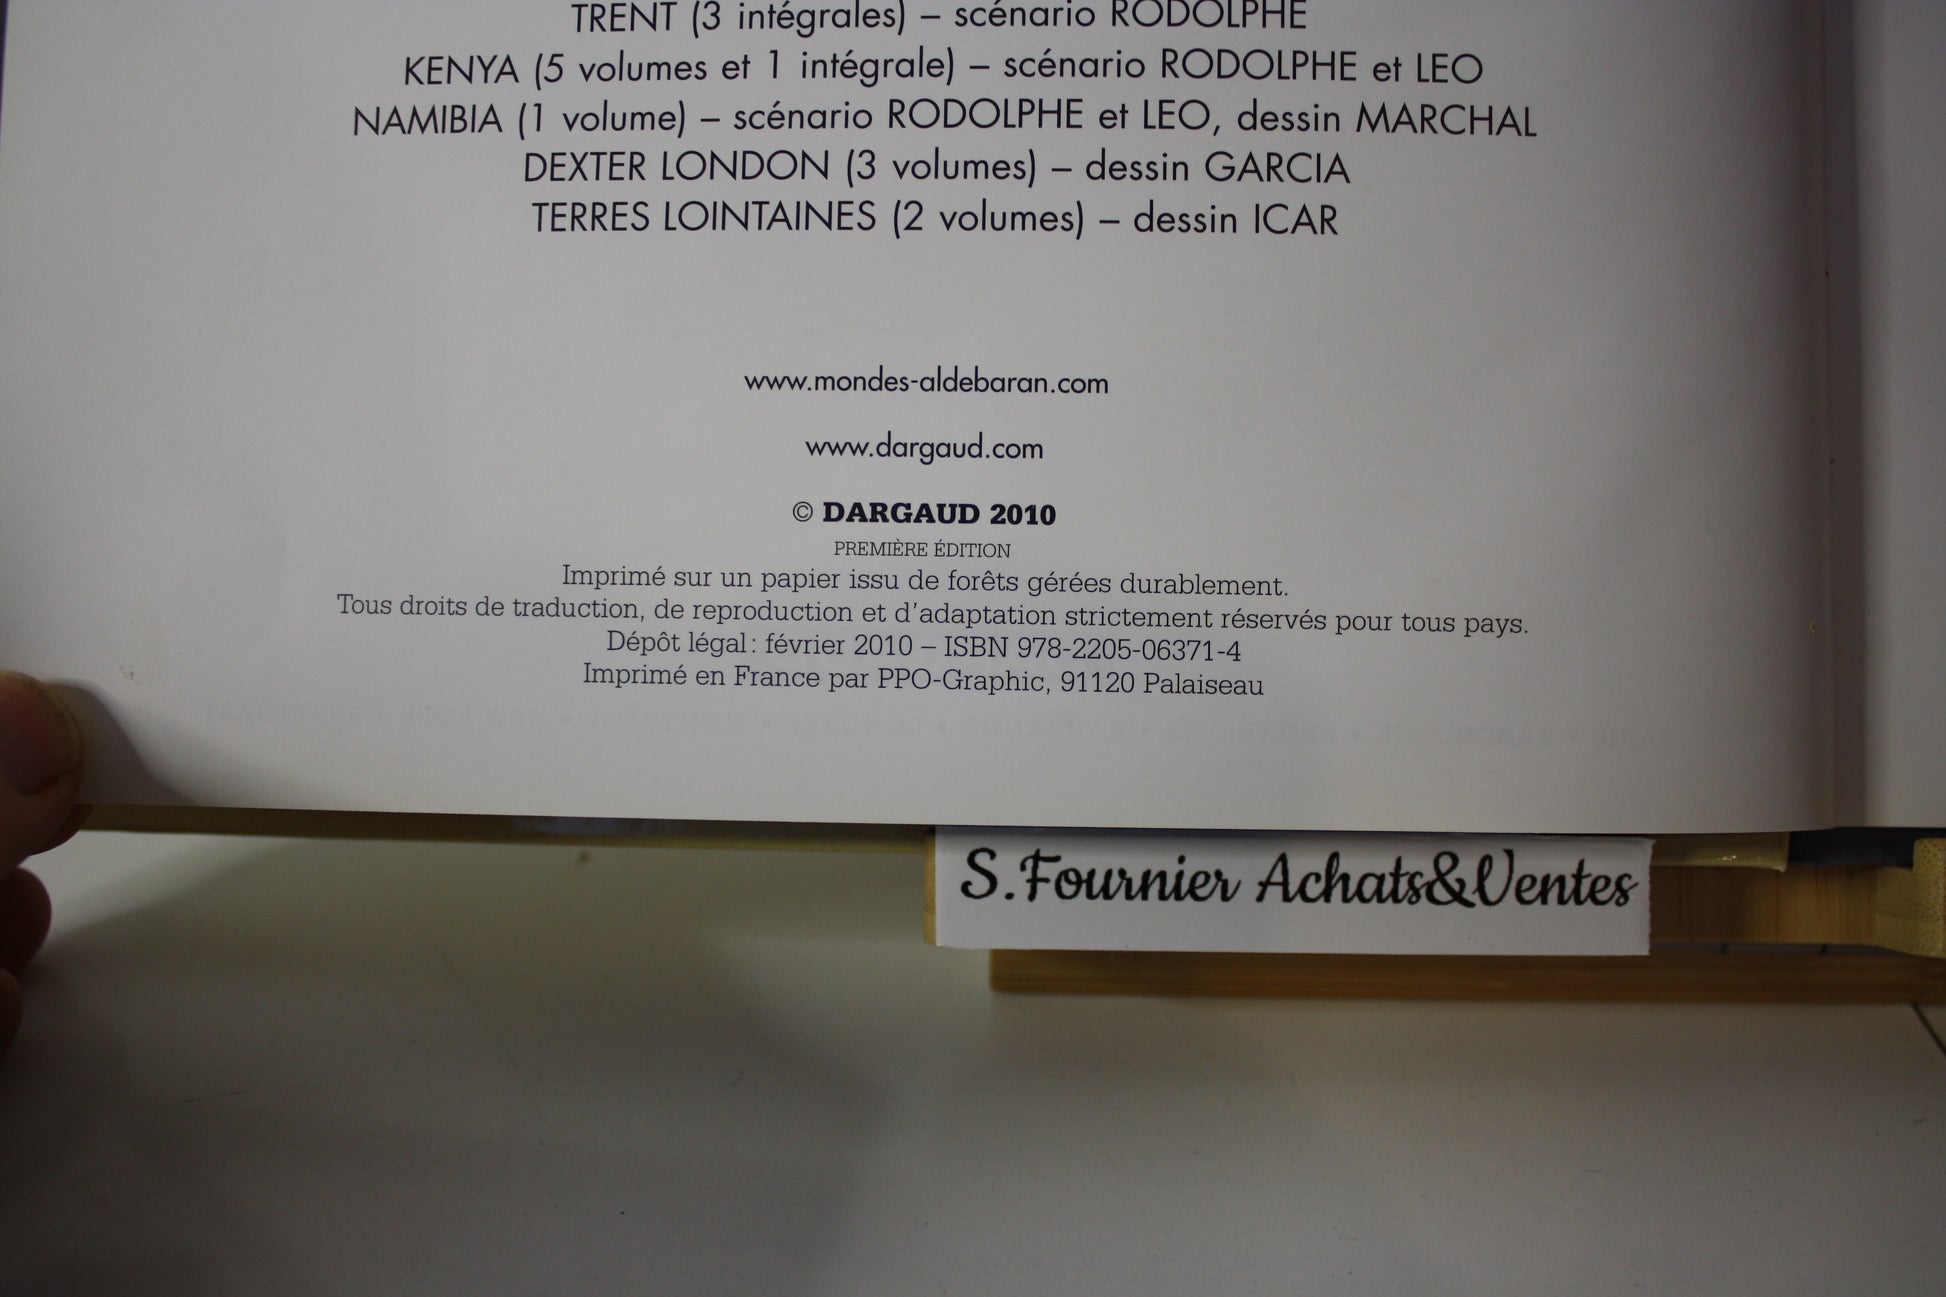 TRENT (3 intégrales) – scénario RODOLPHE
KENYA (5 volumes et 1 intégrale) – scénario RODOLPHE et LEO
NAMIBIA (1 volume) – scénario RODOLPHE et LEO, dessin MARCHAL
DEXTER LONDON (3 volumes) – dessin GARCIA
TERRES LOINTAINES (2 volumes) – dessin ICAR
www.mondes-aldebaran.com
www.dargaud.com
© DARGAUD 2010
PREMIÈRE ÉDITION
Imprimé sur un papier issu de forêts gérées durablement.
Tous droits de traduction, de reproduction et d'adaptation strictement réservés pour tous pays.
Dépôt légal : février 2010 – ISBN 978-2205-06371-4
Imprimé en France par PPO-Graphic, 91120 Palaiseau
S.Fournier Achats&Ventes